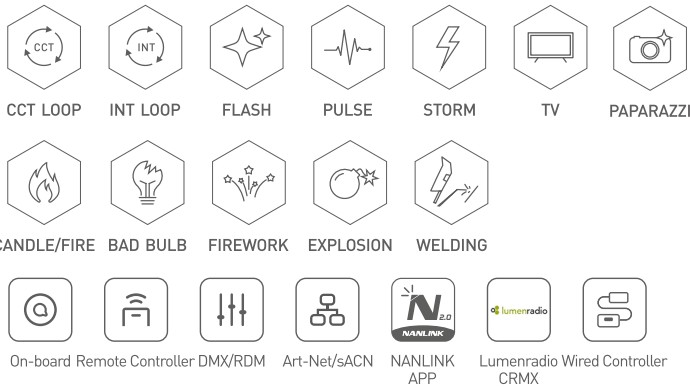 CCT
INT
CCT LOOP INT LOOP FLASH PULSE STORM TV PAPARAZZI
CANDLE/FIRE BAD BULB FIREWORK EXPLOSION WELDING
N 2.0
NANLINK
lumenradio
On-board Remote Controller DMX/RDM Art-Net/sACN NANLINK Lumenradio Wired Controller
APP CRMX